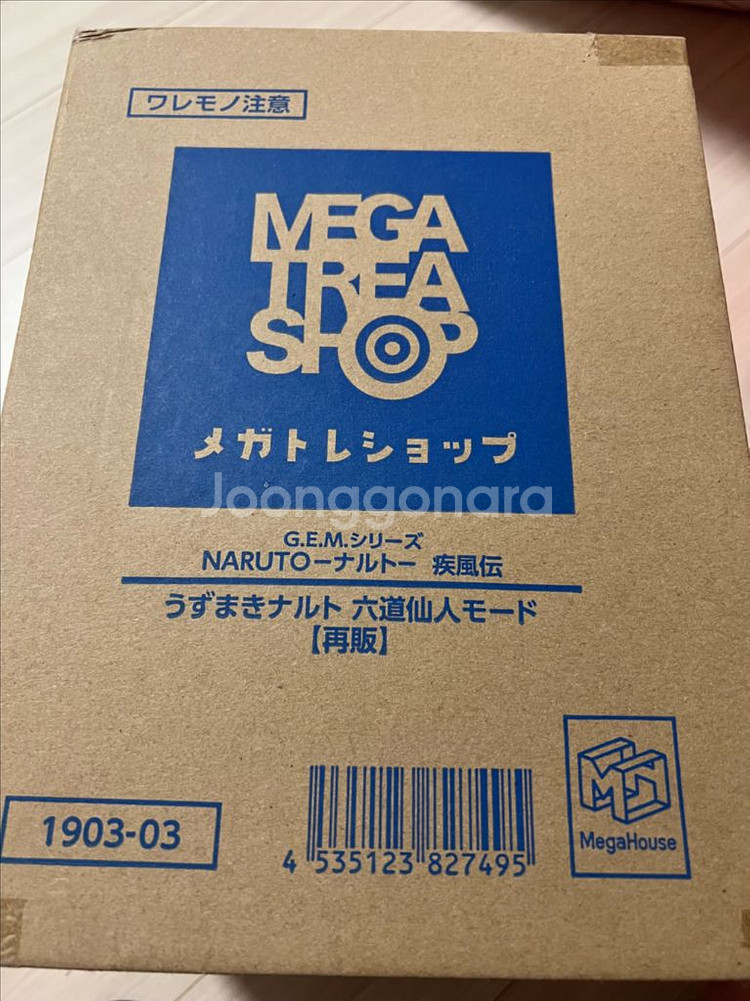 ワレモノ注意
MEGA
TREA
SHOP
メガトレショップ
Joonggonara
G.E.M.シリーズ
NARUTOーナルトー 疾風伝
うずまきナルト 六道仙人モード
【再販】
MegaHouse
1903-03
4 535123 827495